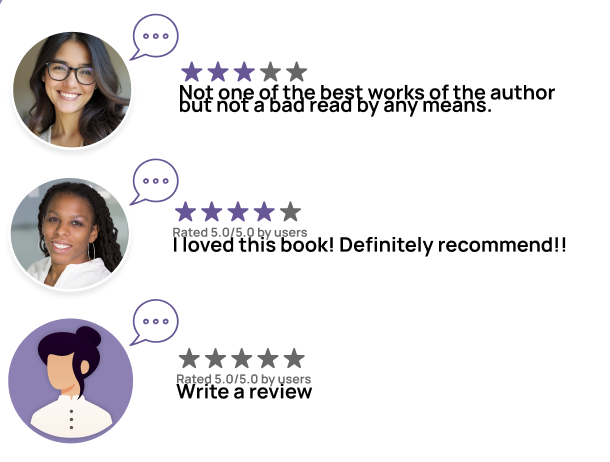 Not one of the best works of the author
but not a bad read by any means.
Rated 5.0/5.0 by users
I loved this book! Definitely recommend!!
Rated 5.0/5.0 by users
Write a review